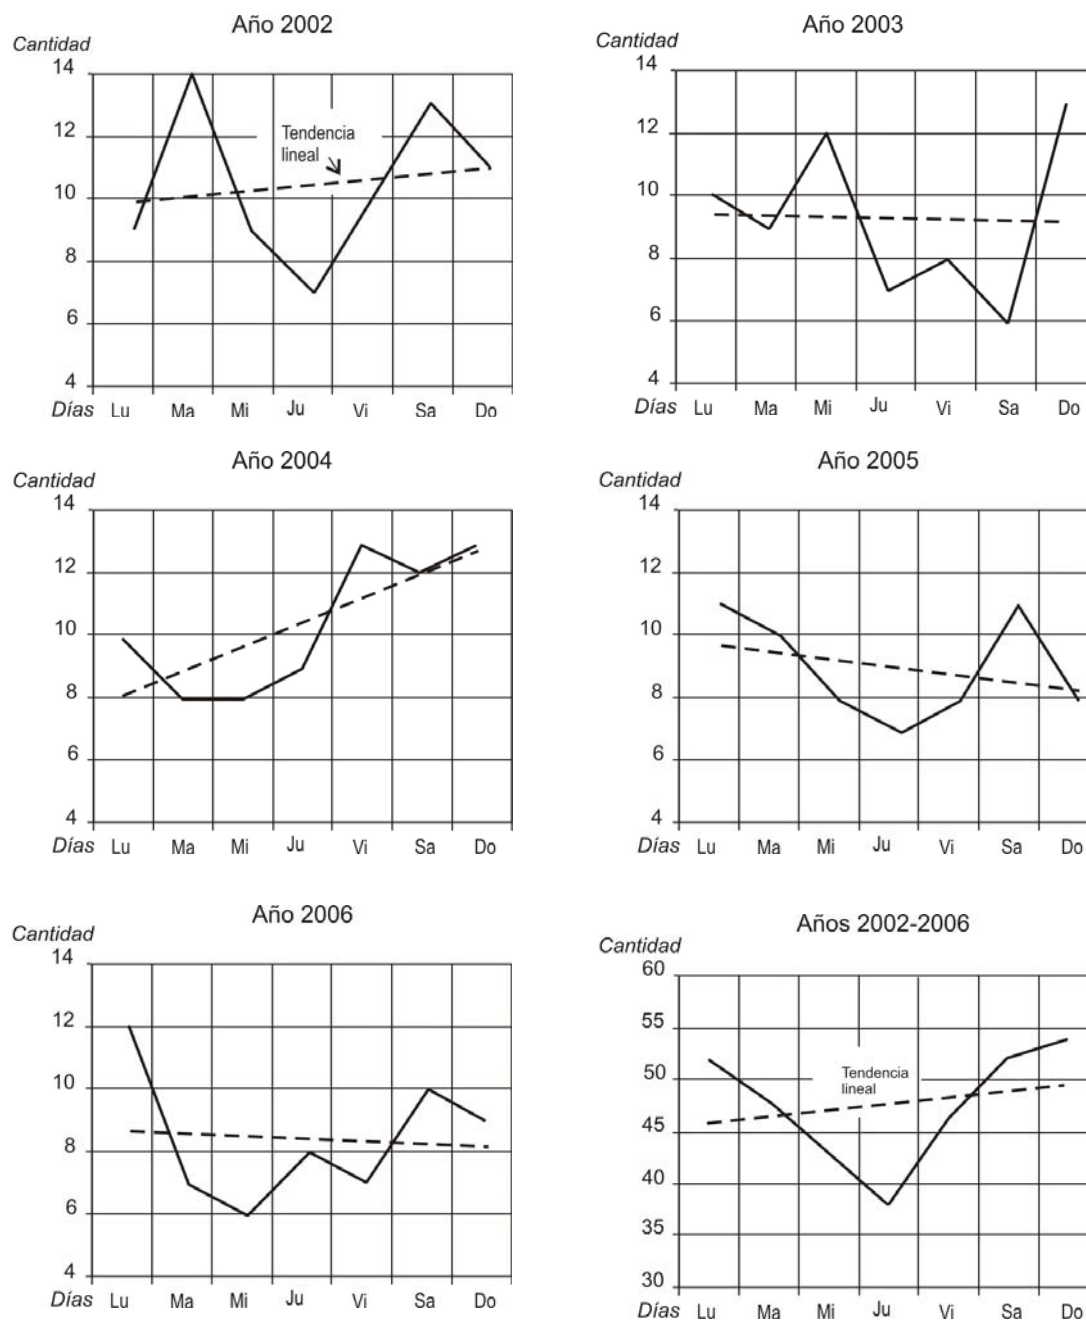 Año 2002
Cantidad
14
12
10
8
6
4
Tendencia
lineal
Días Lu Ma Mi Ju Vi Sa Do
Año 2003
Cantidad
14
12
10
8
6
4
Días Lu Ma Mi Ju Vi Sa Do
Año 2004
Cantidad
14
12
10
8
6
4
Días Lu Ma Mi Ju Vi Sa Do
Año 2005
Cantidad
14
12
10
8
6
4
Días Lu Ma Mi Ju Vi Sa Do
Año 2006
Cantidad
14
12
10
8
6
4
Días Lu Ma Mi Ju Vi Sa Do
Años 2002-2006
Cantidad
60
55
50
45
40
35
30
Tendencia
lineal
Días Lu Ma Mi Ju Vi Sa Do